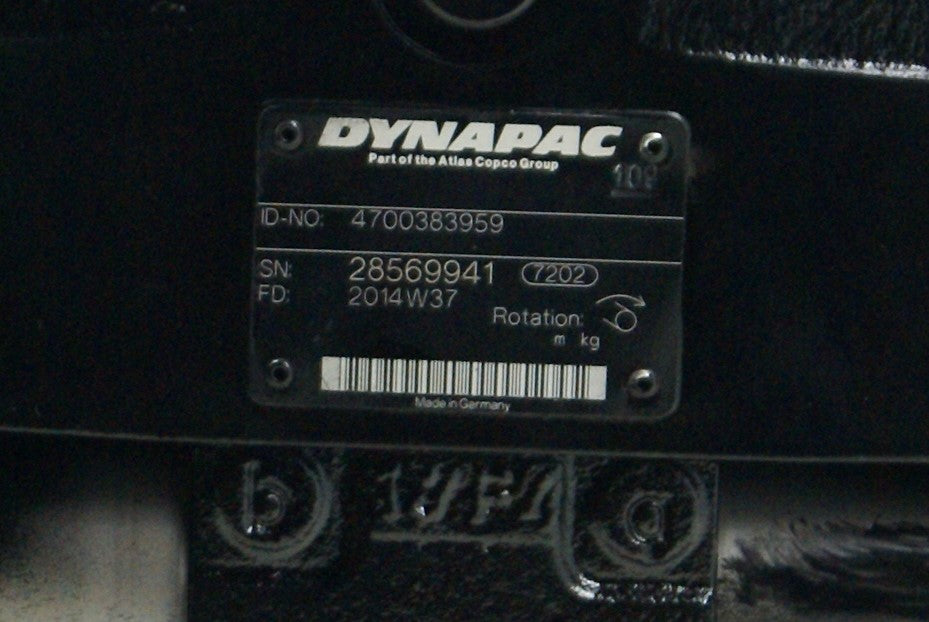 DYNAPAC
Part of the Atlas Copco Group
ID-NO: 4700383959
SN: 28569941 7202
FD: 2014W37
Rotation:
m kg
Made in Germany
b
a